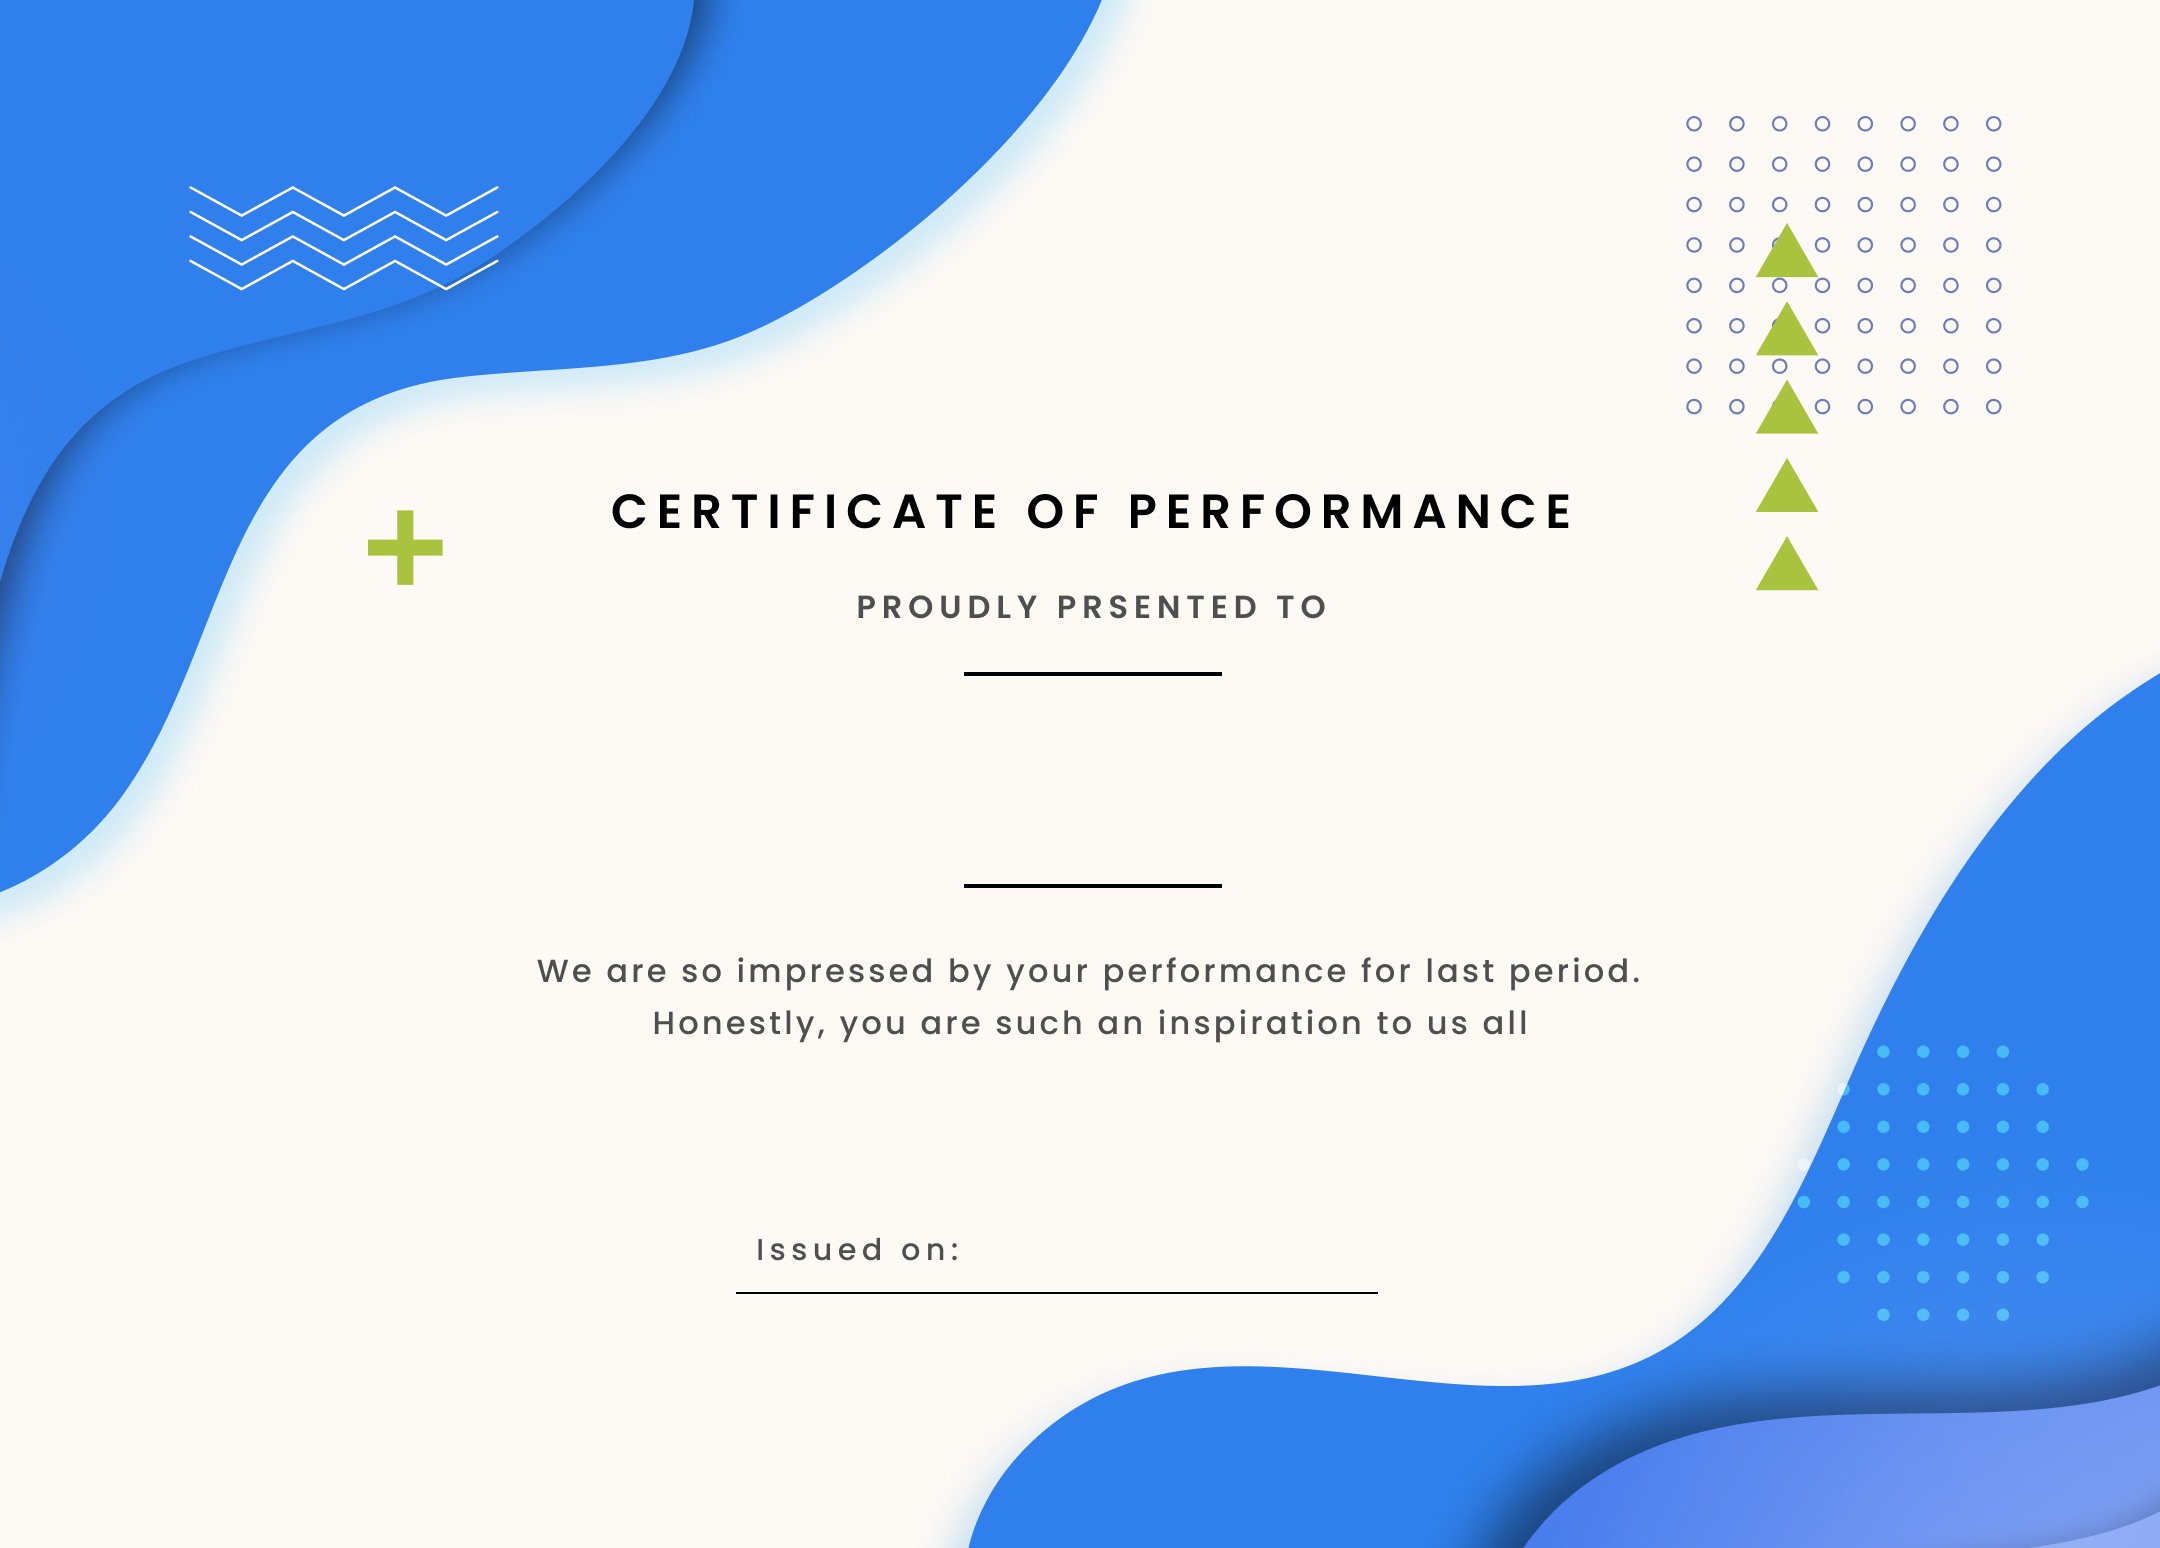 CERTIFICATE OF PERFORMANCE
PROUDLY PRSENTED TO
We are so impressed by your performance for last period.
Honestly, you are such an inspiration to us all
Issued on: